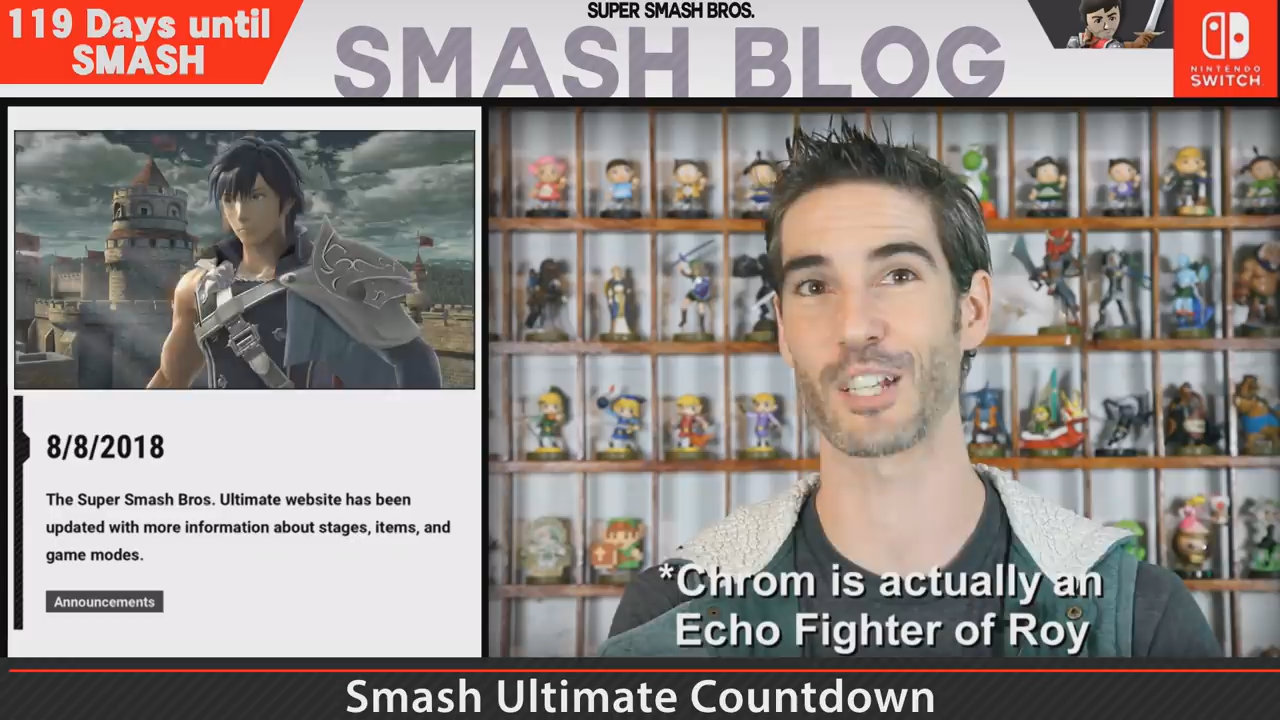 119 Days until
SMASH
SUPER SMASH BROS.
SMASH BLOG
NINTENDO
SWITCH
8/8/2018
The Super Smash Bros. Ultimate website has been
updated with more information about stages, items, and
game modes.
Announcements
*Chrom is actually an
Echo Fighter of Roy
Smash Ultimate Countdown